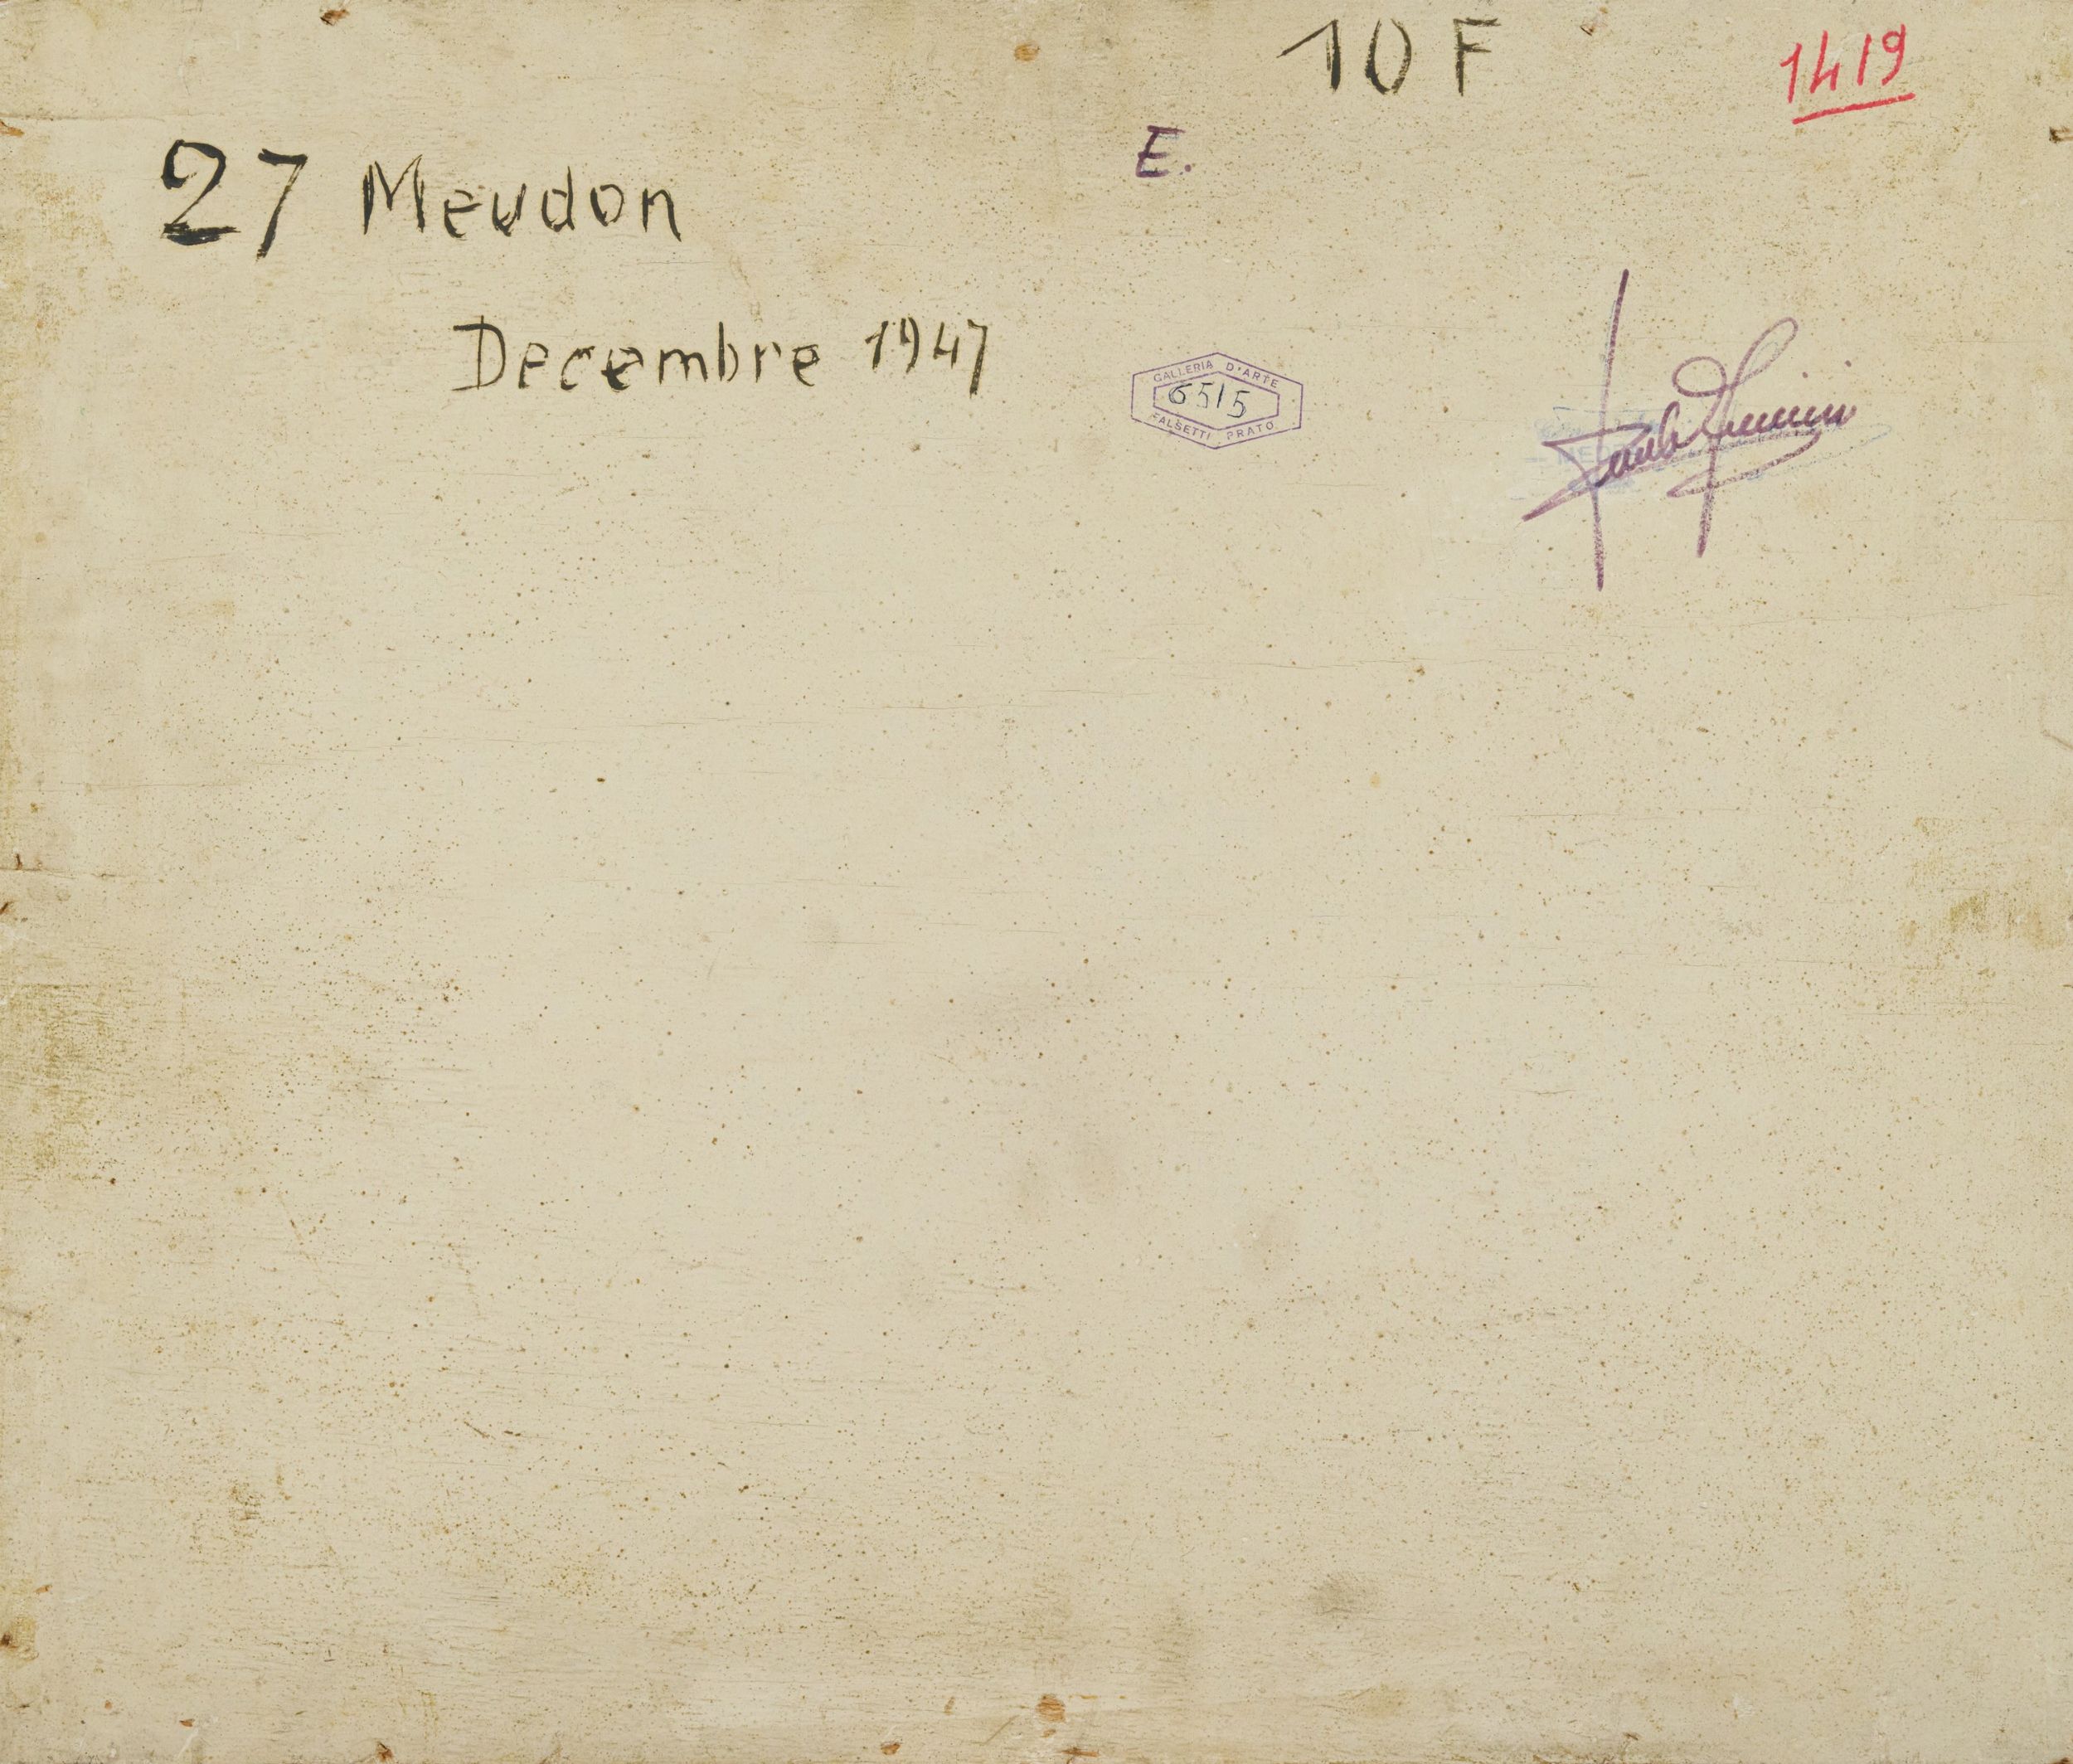 10 F
1419
E.
27 Meudon
Decembre 1947
GALLERIA D'ARTE
6515
FALSETTI PRATO